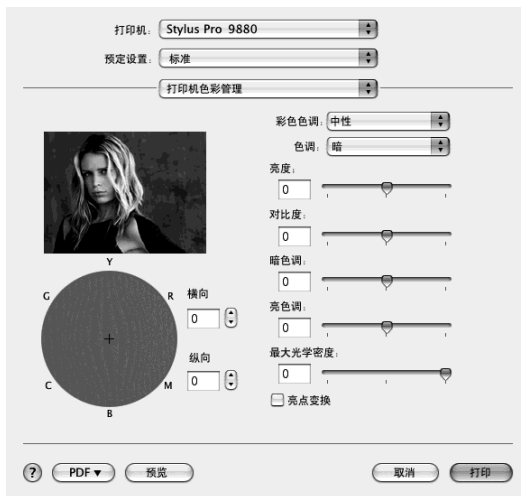 打印机: Stylus Pro 9880
预定设置: 标准
打印机色彩管理
彩色色调: 中性
色调: 暗
亮度:
0
对比度:
0
暗色调:
0
亮色调:
0
最大光学密度:
0
亮点变换
Y
G
R
C
M
B
横向
0
纵向
0
?
PDF
预览
取消
打印